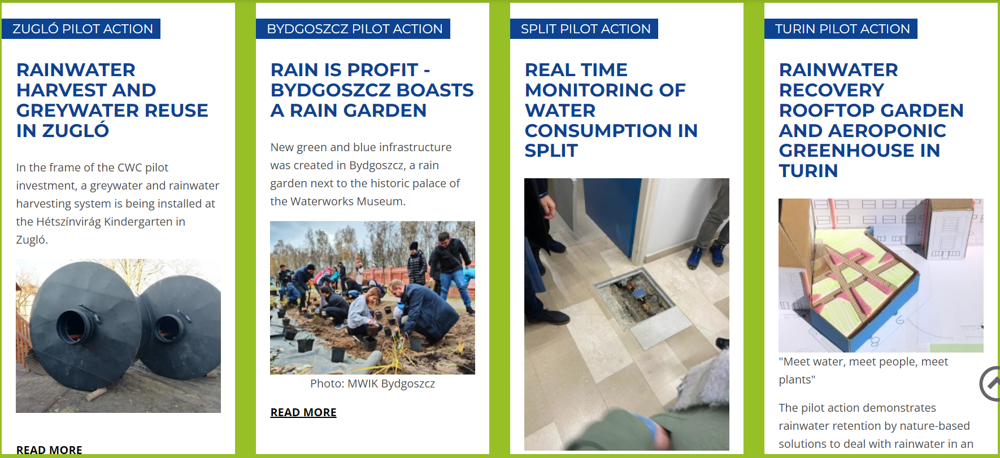 ZUGLÓ PILOT ACTION
RAINWATER
HARVEST AND
GREYWATER REUSE
IN ZUGLÓ
In the frame of the CWC pilot
investment, a greywater and rainwater
harvesting system is being installed at
the Hétszínvirág Kindergarten in
Zugló.
READ MORE
BYDGOSZCZ PILOT ACTION
RAIN IS PROFIT -
BYDGOSZCZ BOASTS
A RAIN GARDEN
New green and blue infrastructure
was created in Bydgoszcz, a rain
garden next to the historic palace of
the Waterworks Museum.
Photo: MWIK Bydgoszcz
READ MORE
SPLIT PILOT ACTION
REAL TIME
MONITORING OF
WATER
CONSUMPTION IN
SPLIT
TURIN PILOT ACTION
RAINWATER
RECOVERY
ROOFTOP GARDEN
AND AEROPONIC
GREENHOUSE IN
TURIN
"Meet water, meet people, meet
plants"
The pilot action demonstrates
rainwater retention by nature-based
solutions to deal with rainwater in an